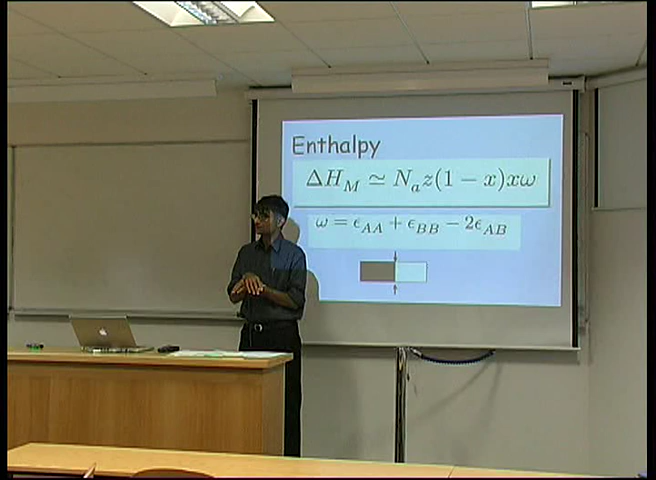 Enthalpy
ΔH_M ≃ N_a z(1 − x)xω
ω = ϵ_AA + ϵ_BB − 2ϵ_AB